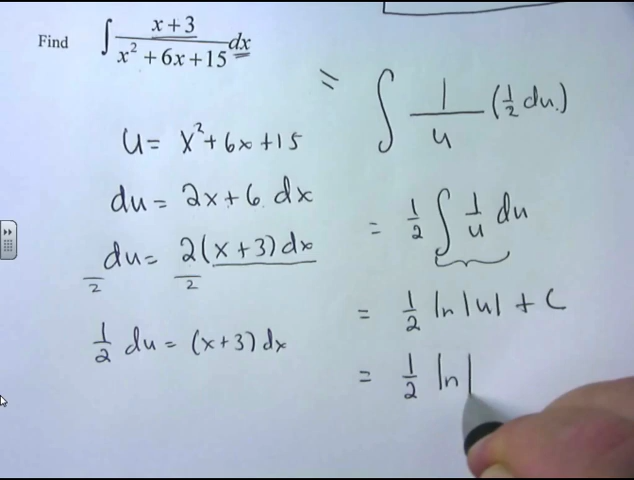 Find ∫ x+3 / x² + 6x + 15 dx
= ∫ 1/u (1/2 du)
u = x² + 6x + 15
du = 2x + 6 dx
= 1/2 ∫ 1/u du
du/2 = 2(x+3) dx/2
= 1/2 ln |u| + C
1/2 du = (x+3) dx
= 1/2 ln |